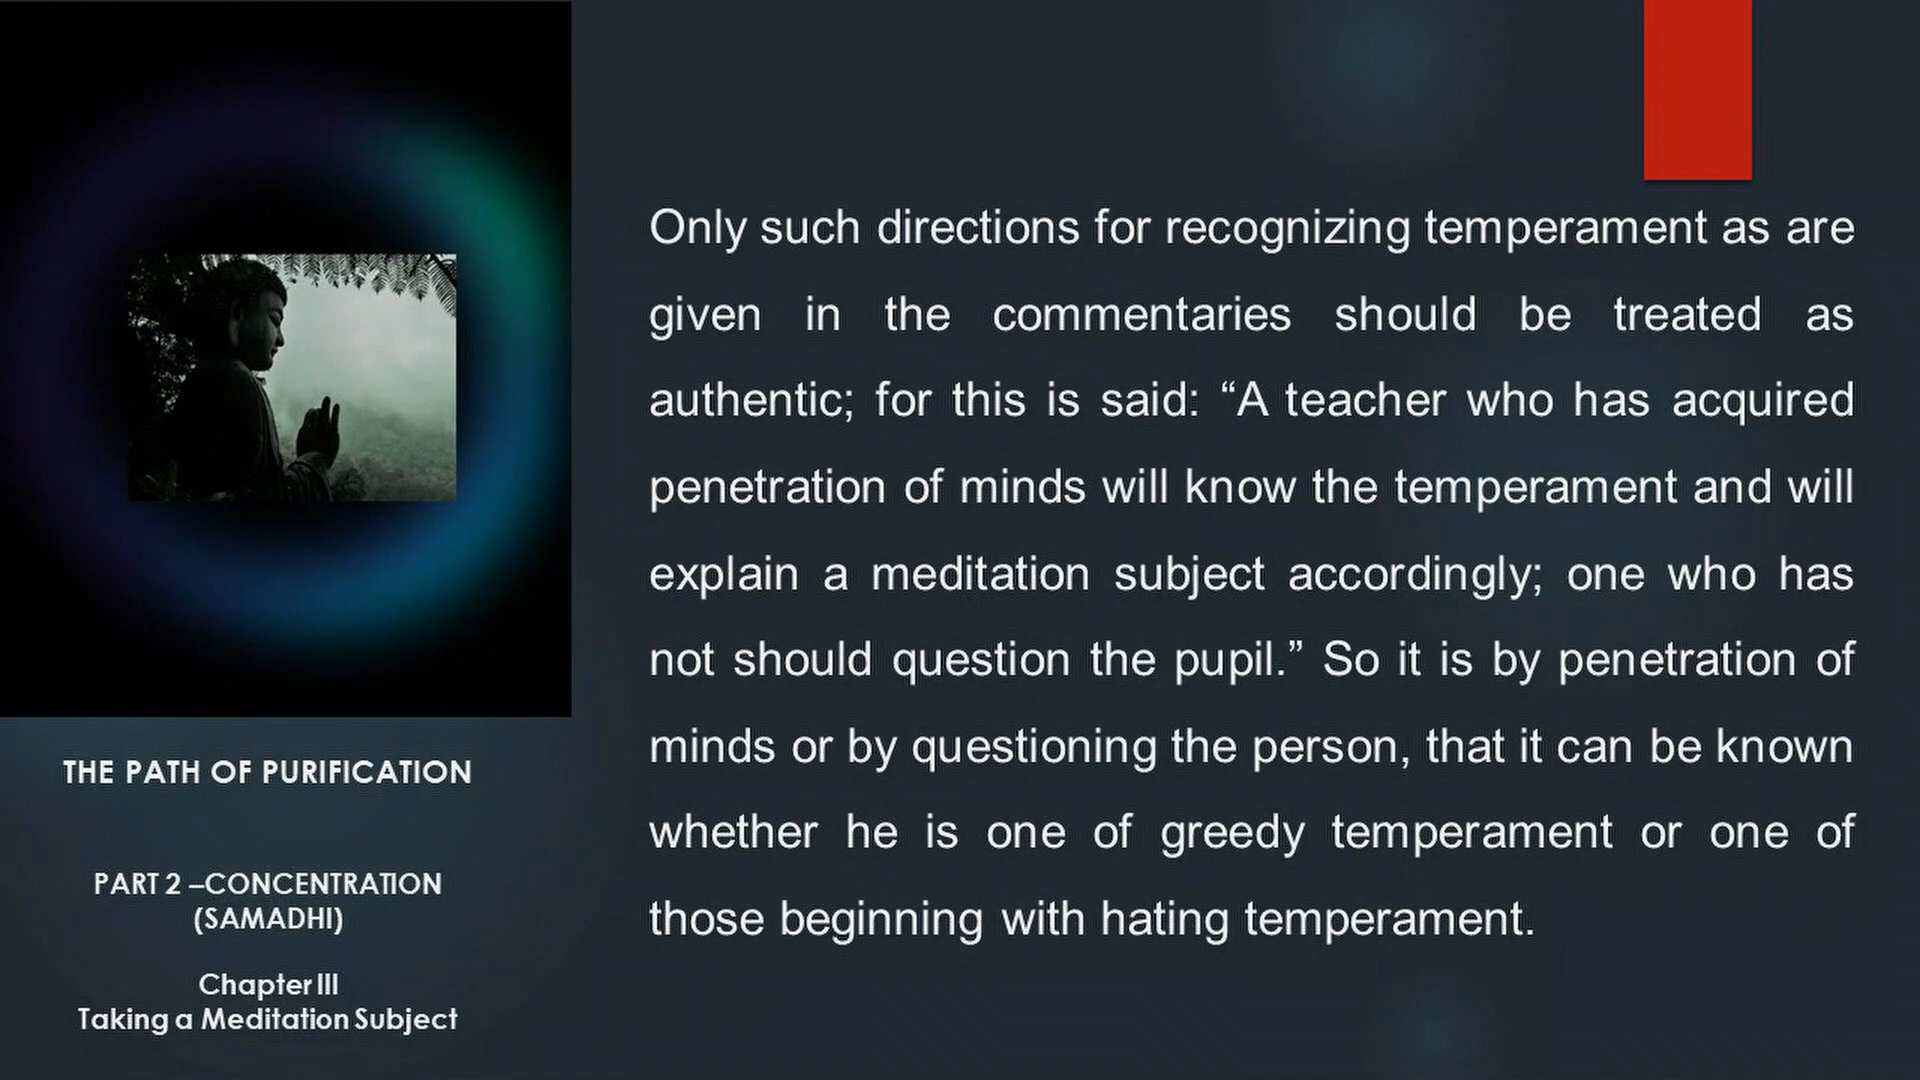 Only such directions for recognizing temperament as are
given in the commentaries should be treated as
authentic; for this is said: “A teacher who has acquired
penetration of minds will know the temperament and will
explain a meditation subject accordingly; one who has
not should question the pupil.” So it is by penetration of
minds or by questioning the person, that it can be known
whether he is one of greedy temperament or one of
those beginning with hating temperament.
THE PATH OF PURIFICATION
PART 2 –CONCENTRATION
(SAMADHI)
Chapter III
Taking a Meditation Subject